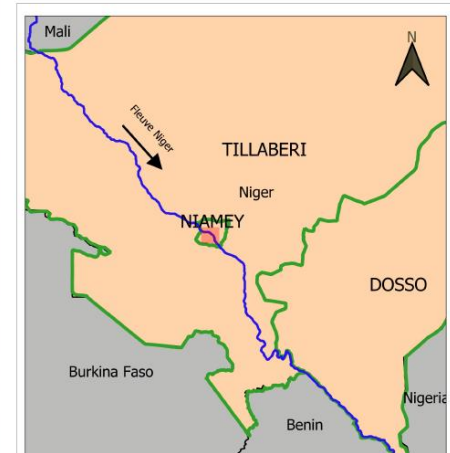 Mali
N
Fleuve Niger
TILLABERI
Niger
NIAMEY
DOSSO
Burkina Faso
Nigeria
Benin